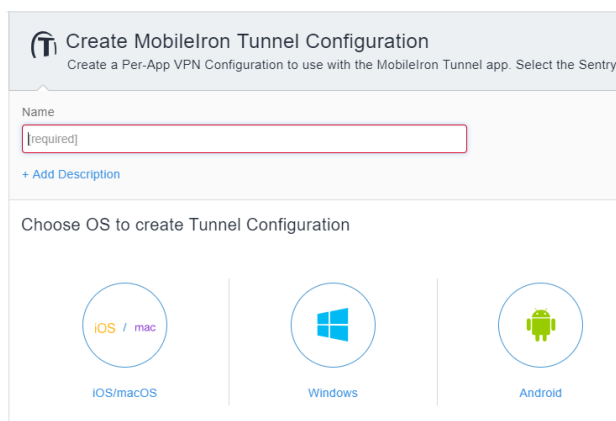 Create MobileIron Tunnel Configuration
Create a Per-App VPN Configuration to use with the MobileIron Tunnel app. Select the Sentry
Name
[required]
+ Add Description
Choose OS to create Tunnel Configuration
iOS / mac
iOS/macOS
Windows
Android